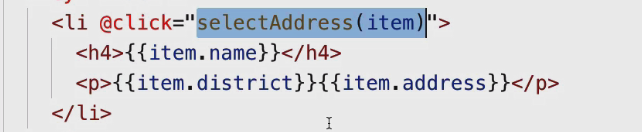 <li @click="selectAddress(item)">
<h4>{{item.name}}</h4>
<p>{{item.district}}{{item.address}}</p>
</li>